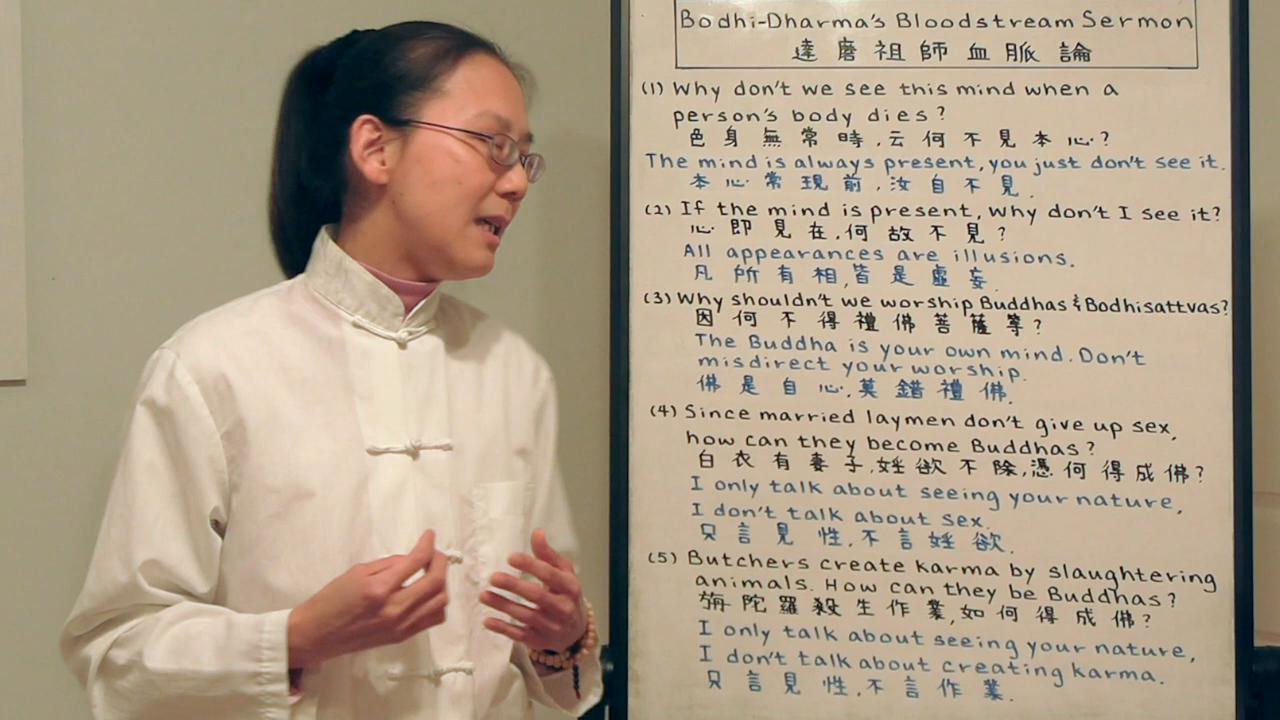 Bodhi-Dharma's Bloodstream Sermon
達磨祖師血脈論
(1) Why don't we see this mind when a
person's body dies?
色身無常時,云何不見本心?
The mind is always present, you just don't see it.
本心常現前,汝自不見.
(2) If the mind is present, why don't I see it?
心即見在,何故不見?
All appearances are illusions.
凡所有相,皆是虛妄.
(3) Why shouldn't we worship Buddhas & Bodhisattvas?
因何不得禮佛菩薩等?
The Buddha is your own mind. Don't
misdirect your worship.
佛是自心,莫錯禮佛.
(4) Since married laymen don't give up sex,
how can they become Buddhas?
白衣有妻子,婬欲不除,憑何得成佛?
I only talk about seeing your nature,
I don't talk about sex.
只言見性,不言婬欲.
(5) Butchers create karma by slaughtering
animals. How can they be Buddhas?
旃陀羅殺生作業,如何得成佛?
I only talk about seeing your nature,
I don't talk about creating karma.
只言見性,不言作業.